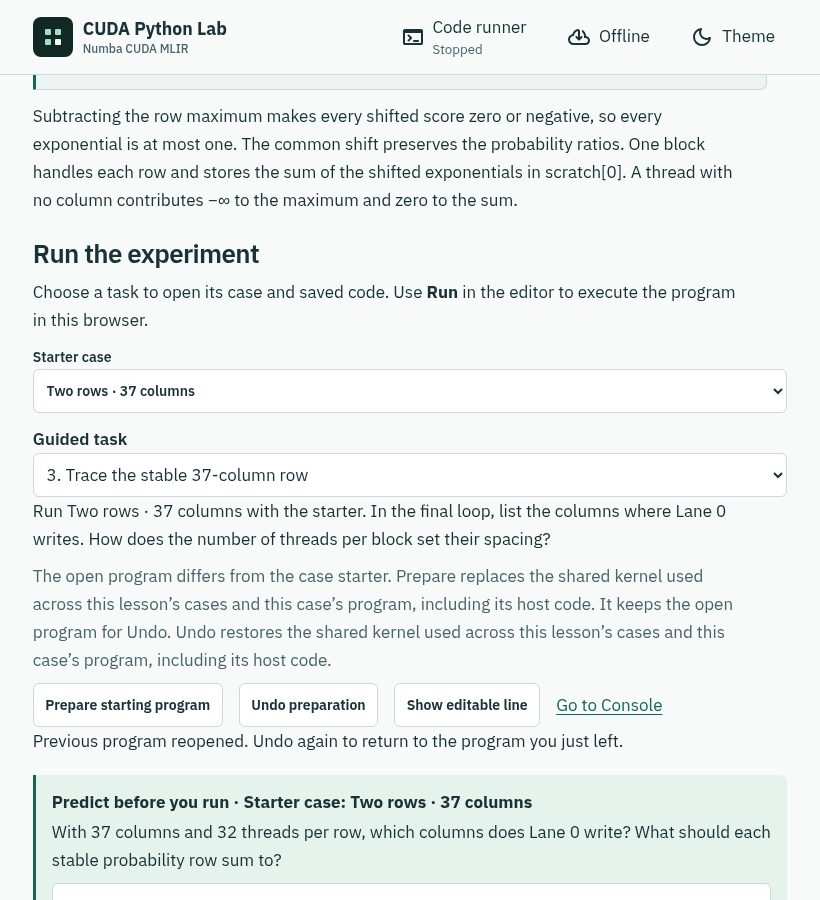 CUDA Python Lab
Numba CUDA MLIR
Code runner
Stopped
Offline
Theme
Subtracting the row maximum makes every shifted score zero or negative, so every
exponential is at most one. The common shift preserves the probability ratios. One block
handles each row and stores the sum of the shifted exponentials in scratch[0]. A thread with
no column contributes −∞ to the maximum and zero to the sum.
Run the experiment
Choose a task to open its case and saved code. Use Run in the editor to execute the program
in this browser.
Starter case
Two rows · 37 columns
Guided task
3. Trace the stable 37-column row
Run Two rows · 37 columns with the starter. In the final loop, list the columns where Lane 0
writes. How does the number of threads per block set their spacing?
The open program differs from the case starter. Prepare replaces the shared kernel used
across this lesson’s cases and this case’s program, including its host code. It keeps the open
program for Undo. Undo restores the shared kernel used across this lesson’s cases and this
case’s program, including its host code.
Prepare starting program
Undo preparation
Show editable line
Go to Console
Previous program reopened. Undo again to return to the program you just left.
Predict before you run · Starter case: Two rows · 37 columns
With 37 columns and 32 threads per row, which columns does Lane 0 write? What should each
stable probability row sum to?